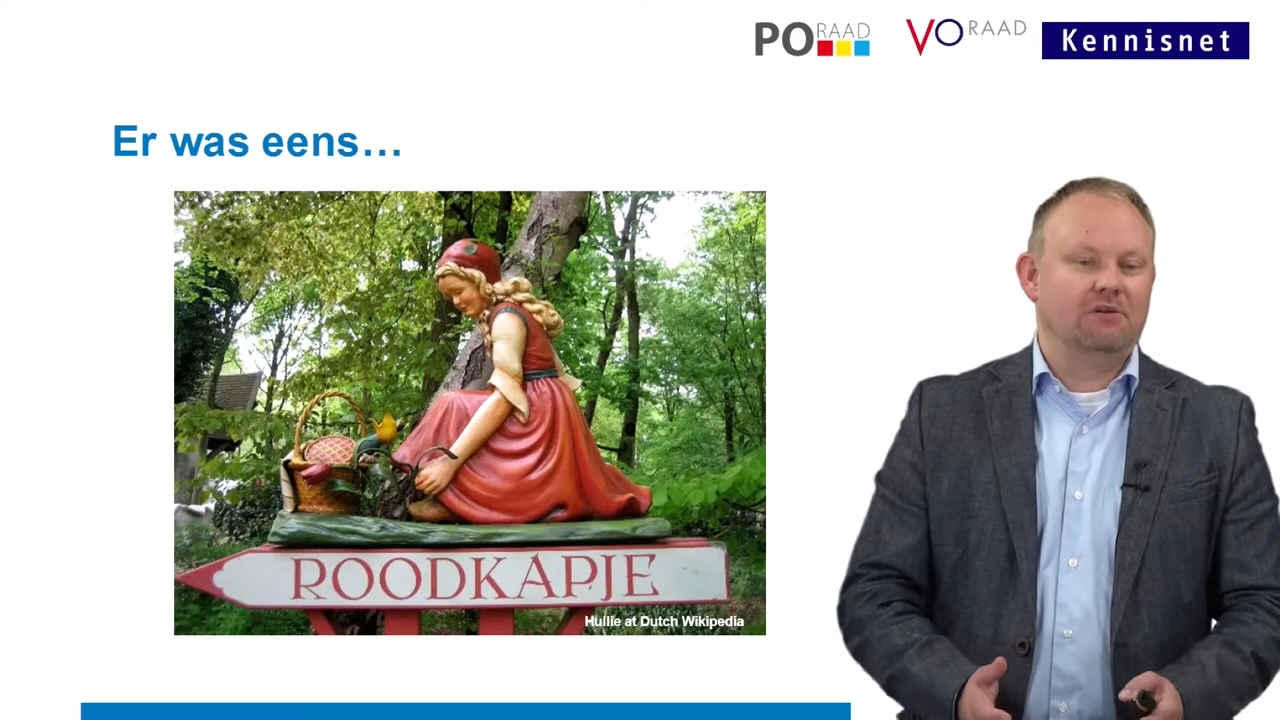 PO RAAD
VO RAAD
Kennisnet
Er was eens…
ROODKAPJE
Hullie at Dutch Wikipedia